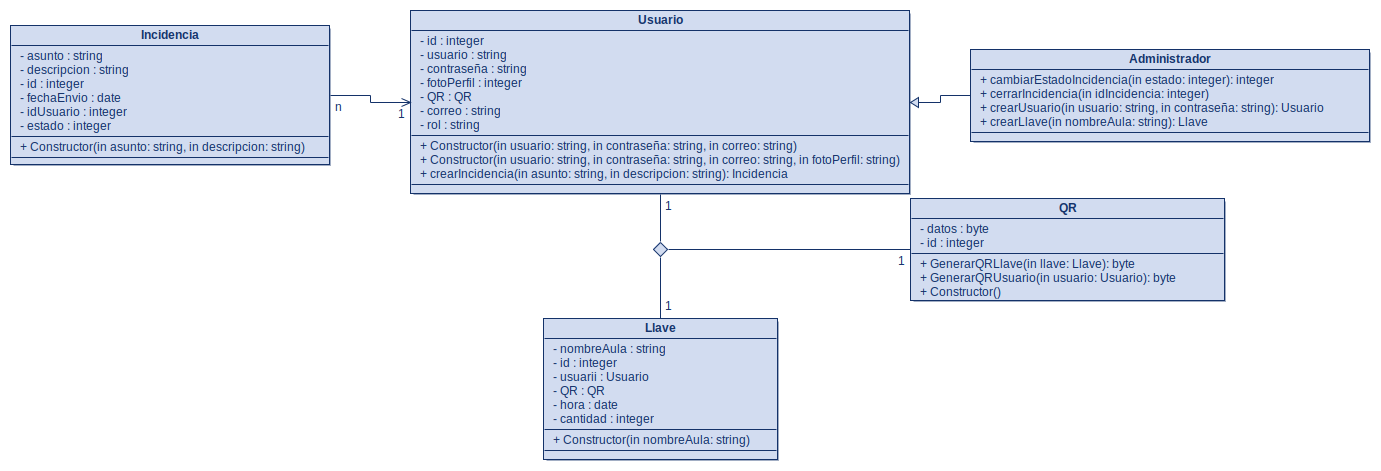 Incidencia
- asunto : string
- descripcion : string
- id : integer
- fechaEnvio : date
- idUsuario : integer
- estado : integer
+ Constructor(in asunto: string, in descripcion: string)
n
1
Usuario
- id : integer
- usuario : string
- contraseña : string
- fotoPerfil : integer
- QR : QR
- correo : string
- rol : string
+ Constructor(in usuario: string, in contraseña: string, in correo: string)
+ Constructor(in usuario: string, in contraseña: string, in correo: string, in fotoPerfil: string)
+ crearIncidencia(in asunto: string, in descripcion: string): Incidencia
Administrador
+ cambiarEstadoIncidencia(in estado: integer): integer
+ cerrarIncidencia(in idIncidencia: integer)
+ crearUsuario(in usuario: string, in contraseña: string): Usuario
+ crearLlave(in nombreAula: string): Llave
1
1
QR
- datos : byte
- id : integer
+ GenerarQRLlave(in llave: Llave): byte
+ GenerarQRUsuario(in usuario: Usuario): byte
+ Constructor()
1
Llave
- nombreAula : string
- id : integer
- usuarii : Usuario
- QR : QR
- hora : date
- cantidad : integer
+ Constructor(in nombreAula: string)